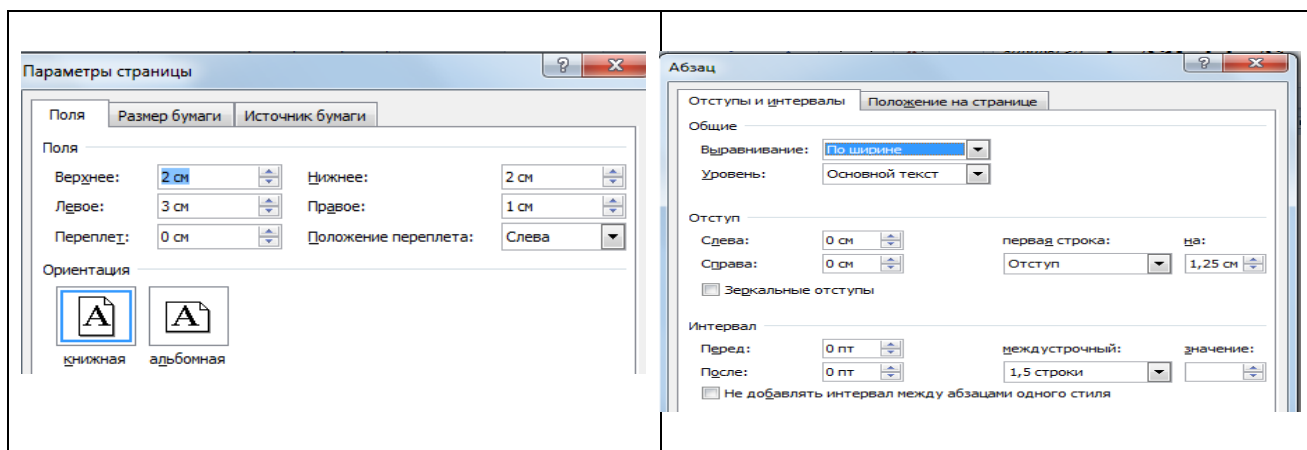 Параметры страницы
Поля Размер бумаги Источник бумаги
Поля
Верхнее: 2 см Нижнее: 2 см
Левое: 3 см Правое: 1 см
Переплет: 0 см Положение переплета: Слева
Ориентация
A A
книжная альбомная
Абзац
Отступы и интервалы Положение на странице
Общие
Выравнивание: По ширине
Уровень: Основной текст
Отступ
Слева: 0 см первая строка: на:
Справа: 0 см Отступ 1,25 см
Зеркальные отступы
Интервал
Перед: 0 пт междустрочный: значение:
После: 0 пт 1,5 строки
Не добавлять интервал между абзацами одного стиля